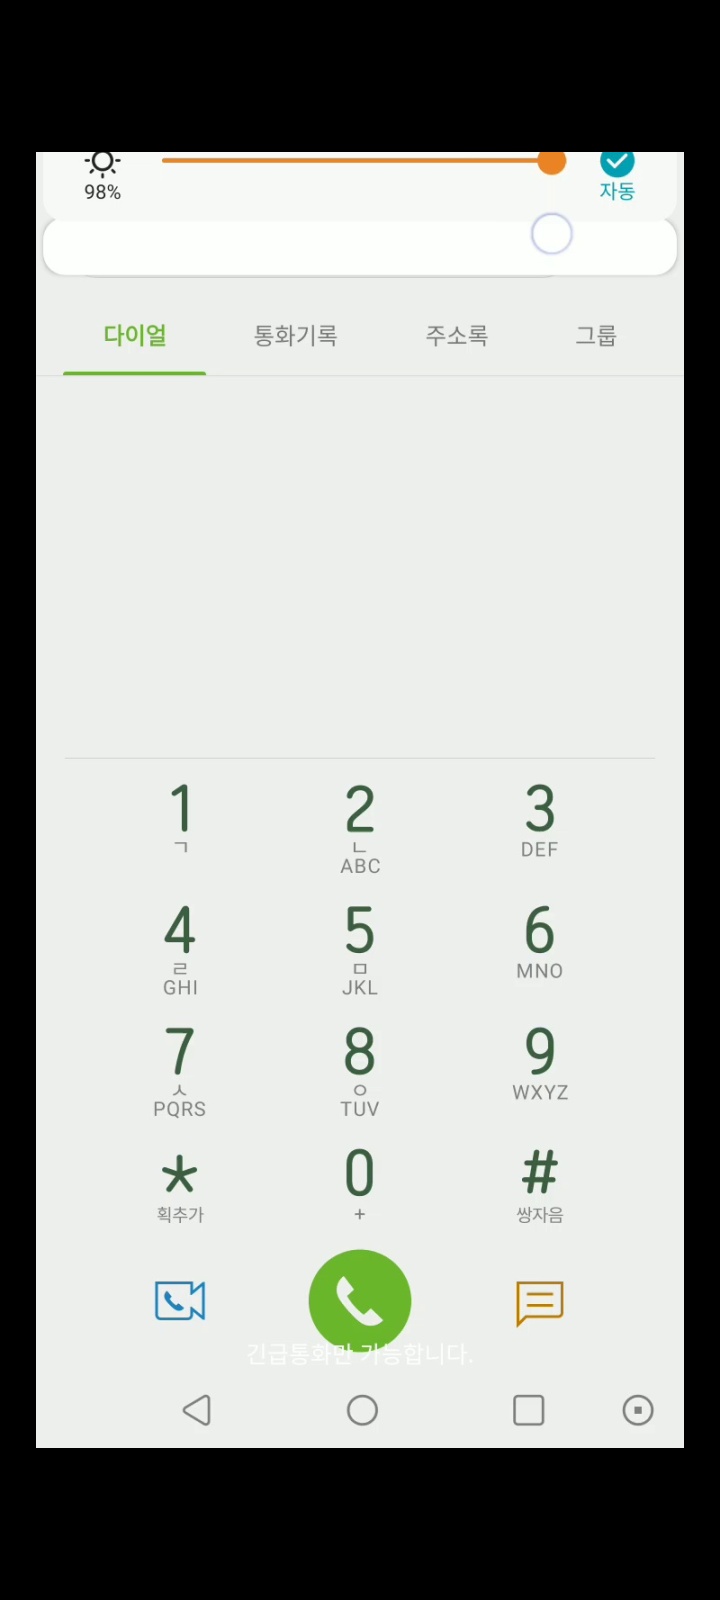 98%
자동
다이얼 통화기록 주소록 그룹
1 2 3
ㄱ ㄴ DEF
ABC
4 5 6
ㄹ ㅁ MNO
GHI JKL
7 8 9
ㅅ ㅇ WXYZ
PQRS TUV
* 0 #
획추가 + 쌍자음
긴급통화만 가능합니다.